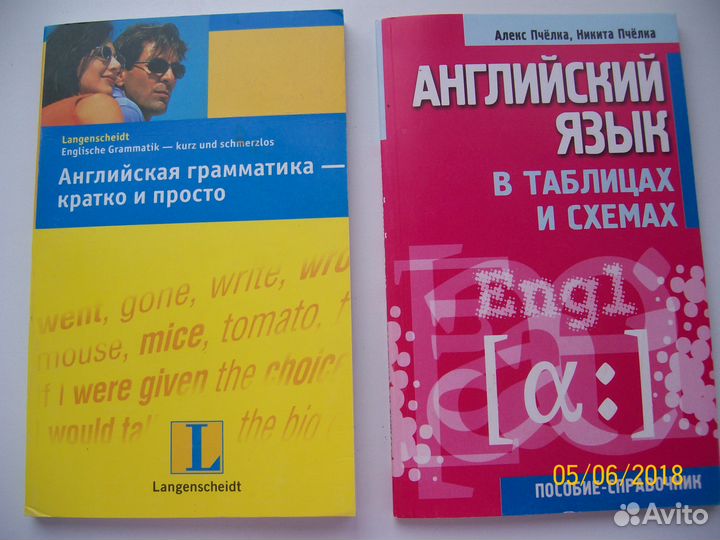 Langenscheidt
Englische Grammatik — kurz und schmerzlos
Английская грамматика —
кратко и просто
went, gone, write, wro
mouse, mice, tomato, t
f I were given the choice
would ta
the big
L
Langenscheidt
Алекс Пчёлка, Никита Пчёлка
АНГЛИЙСКИЙ
ЯЗЫК
В ТАБЛИЦАХ
И СХЕМАХ
Engl
[ɑ:]
05/06/2018
ПОСОБИЕ-СПРАВОЧНИК
Avito